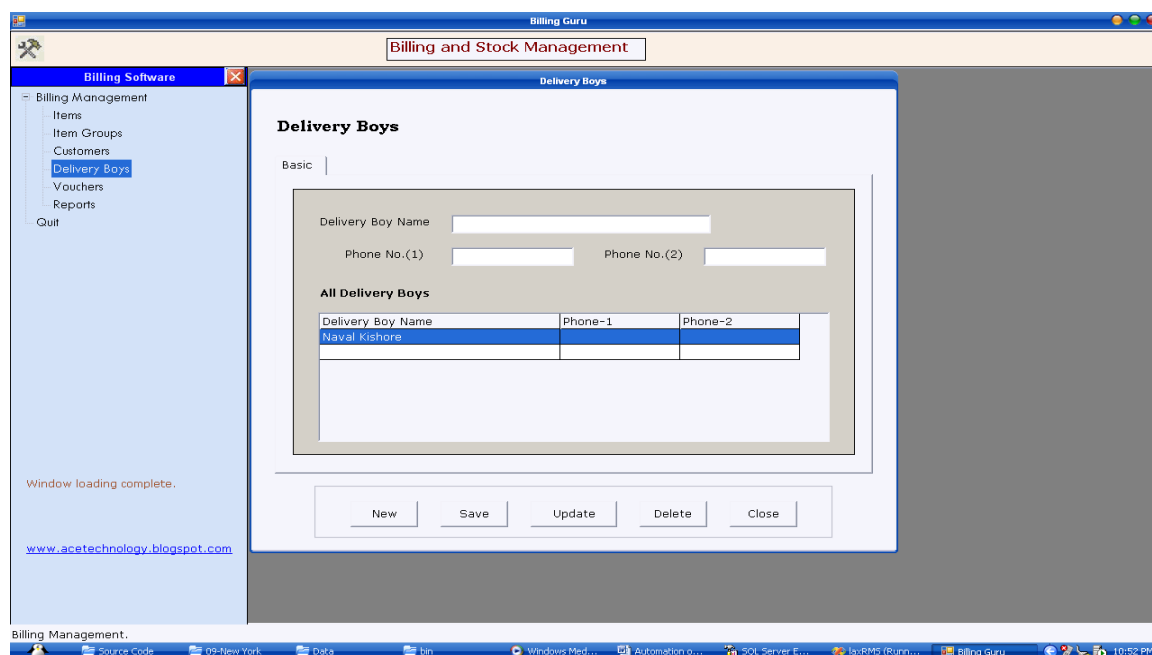 Billing Guru
Billing and Stock Management
Billing Software
Billing Management
Items
Item Groups
Customers
Delivery Boys
Vouchers
Reports
Quit
Window loading complete.
www.acetechnology.blogspot.com
Delivery Boys
Delivery Boys
Basic
Delivery Boy Name
Phone No.(1) Phone No.(2)
All Delivery Boys
Delivery Boy Name Phone-1 Phone-2
Naval Kishore
New Save Update Delete Close
Billing Management.
Source Code 09-New York Data bin Windows Med... Automation o... SQL Server E... IaxRMS (Runn... Billing Guru 10:52 PM